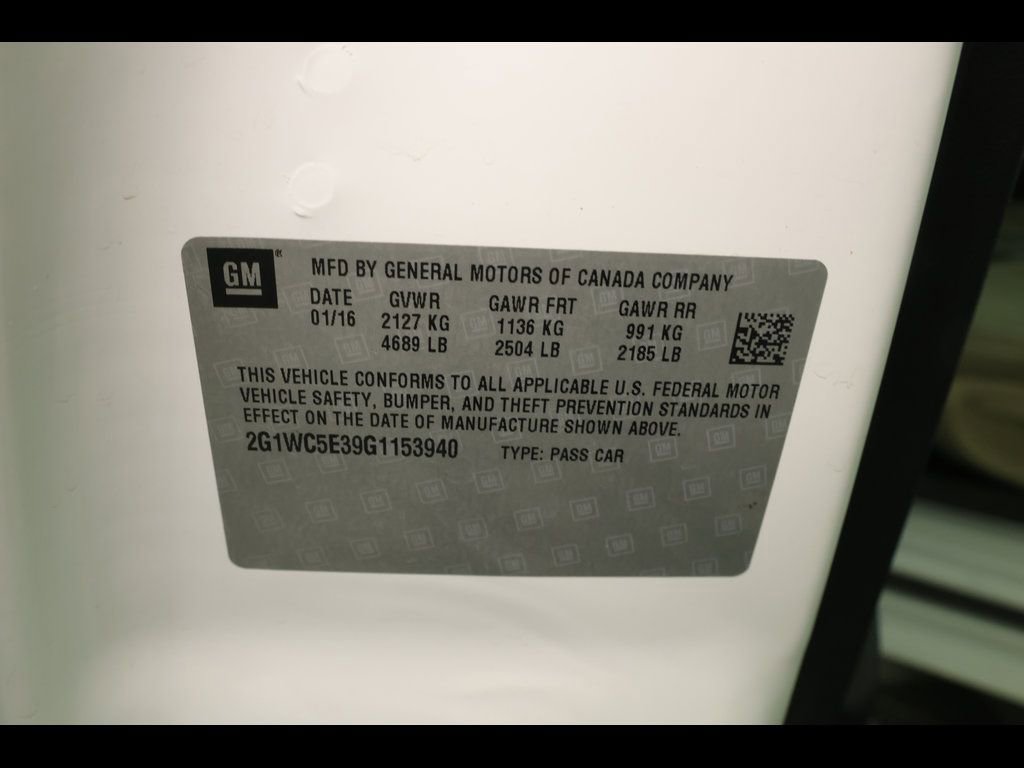 GM® MFD BY GENERAL MOTORS OF CANADA COMPANY
DATE GVWR GAWR FRT GAWR RR
01/16 2127 KG 1136 KG 991 KG
4689 LB 2504 LB 2185 LB
THIS VEHICLE CONFORMS TO ALL APPLICABLE U.S. FEDERAL MOTOR
VEHICLE SAFETY, BUMPER, AND THEFT PREVENTION STANDARDS IN
EFFECT ON THE DATE OF MANUFACTURE SHOWN ABOVE.
2G1WC5E39G1153940 TYPE: PASS CAR